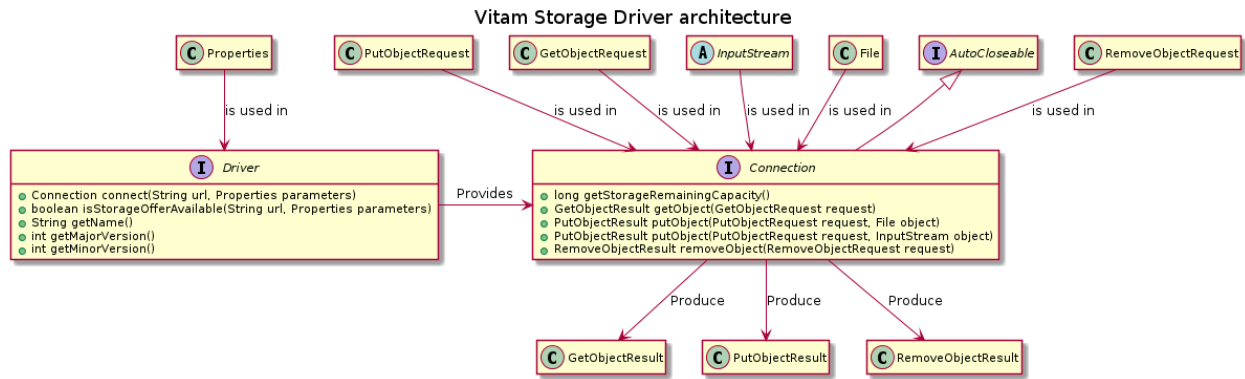 Vitam Storage Driver architecture
C Properties
C PutObjectRequest
C GetObjectRequest
A InputStream
C File
I AutoCloseable
C RemoveObjectRequest
is used in
is used in
is used in
is used in
is used in
is used in
I Driver
Connection connect(String url, Properties parameters)
boolean isStorageOfferAvailable(String url, Properties parameters)
String getName()
int getMajorVersion()
int getMinorVersion()
Provides
I Connection
long getStorageRemainingCapacity()
GetObjectResult getObject(GetObjectRequest request)
PutObjectResult putObject(PutObjectRequest request, File object)
PutObjectResult putObject(PutObjectRequest request, InputStream object)
RemoveObjectResult removeObject(RemoveObjectRequest request)
Produce
Produce
Produce
C GetObjectResult
C PutObjectResult
C RemoveObjectResult